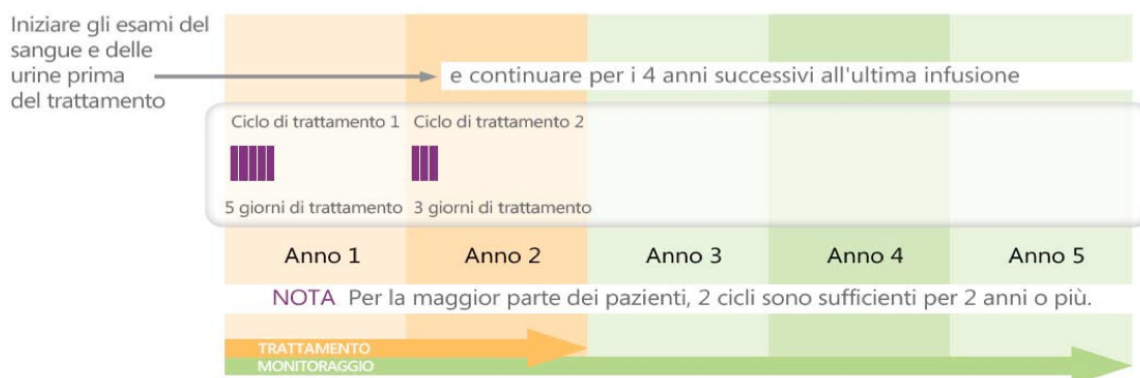 Iniziare gli esami del
sangue e delle
urine prima
del trattamento
e continuare per i 4 anni successivi all'ultima infusione
Ciclo di trattamento 1
Ciclo di trattamento 2
5 giorni di trattamento
3 giorni di trattamento
Anno 1
Anno 2
Anno 3
Anno 4
Anno 5
NOTA Per la maggior parte dei pazienti, 2 cicli sono sufficienti per 2 anni o più.
TRATTAMENTO
MONITORAGGIO